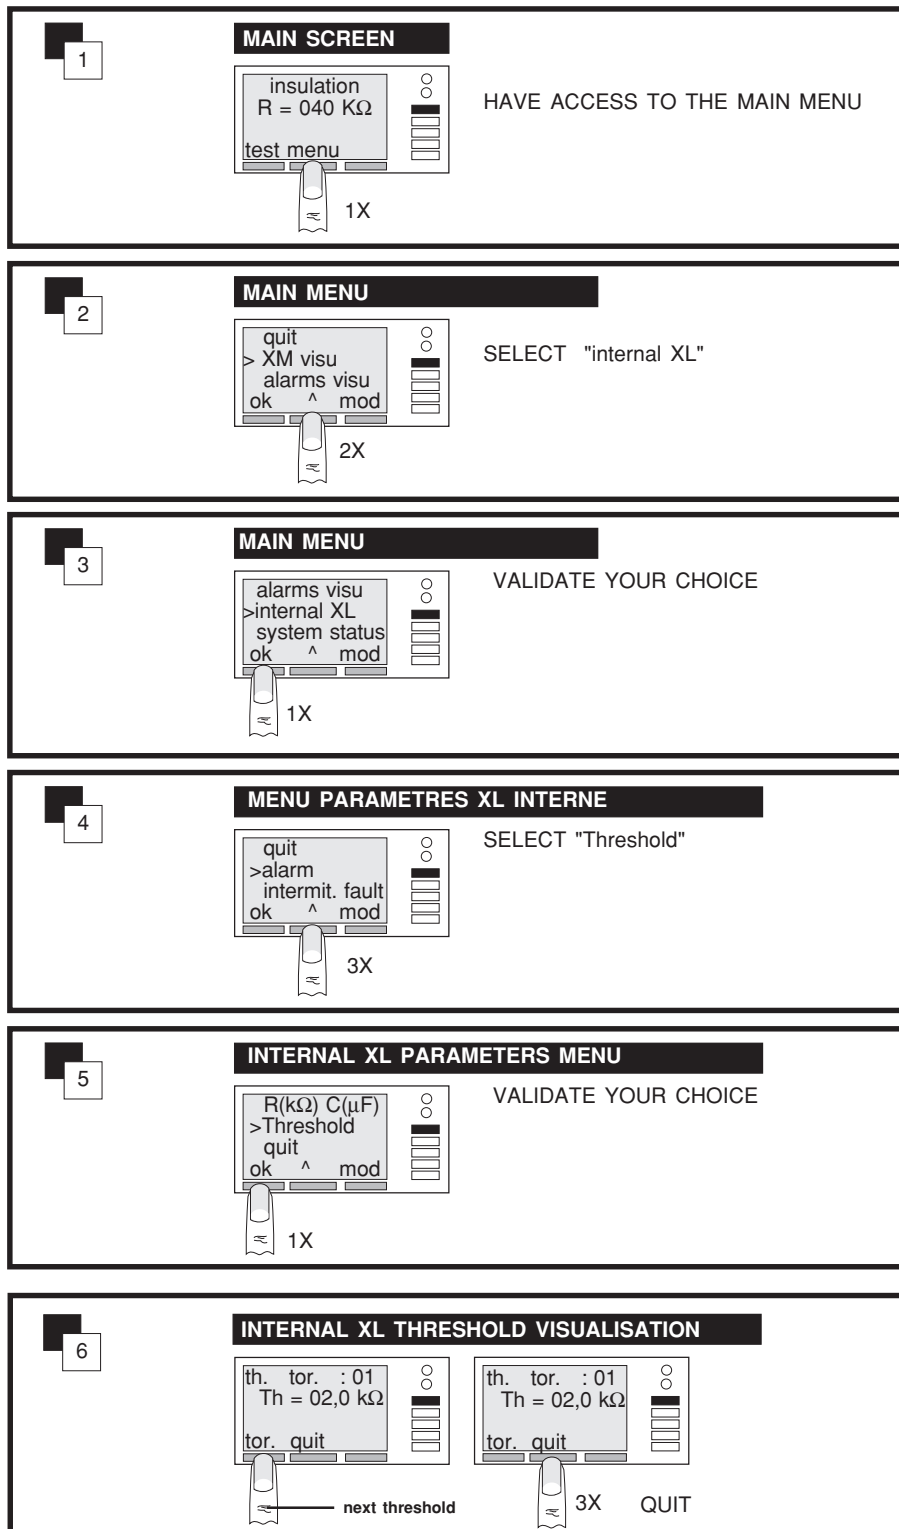 1
MAIN SCREEN
insulation
R = 040 KΩ
test menu
1X
HAVE ACCESS TO THE MAIN MENU
2
MAIN MENU
quit
> XM visu
alarms visu
ok ^ mod
2X
SELECT "internal XL"
3
MAIN MENU
alarms visu
>internal XL
system status
ok ^ mod
1X
VALIDATE YOUR CHOICE
4
MENU PARAMETRES XL INTERNE
quit
>alarm
intermit. fault
ok ^ mod
3X
SELECT "Threshold"
5
INTERNAL XL PARAMETERS MENU
R(kΩ) C(µF)
>Threshold
quit
ok ^ mod
1X
VALIDATE YOUR CHOICE
6
INTERNAL XL THRESHOLD VISUALISATION
th. tor. : 01
Th = 02,0 kΩ
tor. quit
next threshold
th. tor. : 01
Th = 02,0 kΩ
tor. quit
3X QUIT